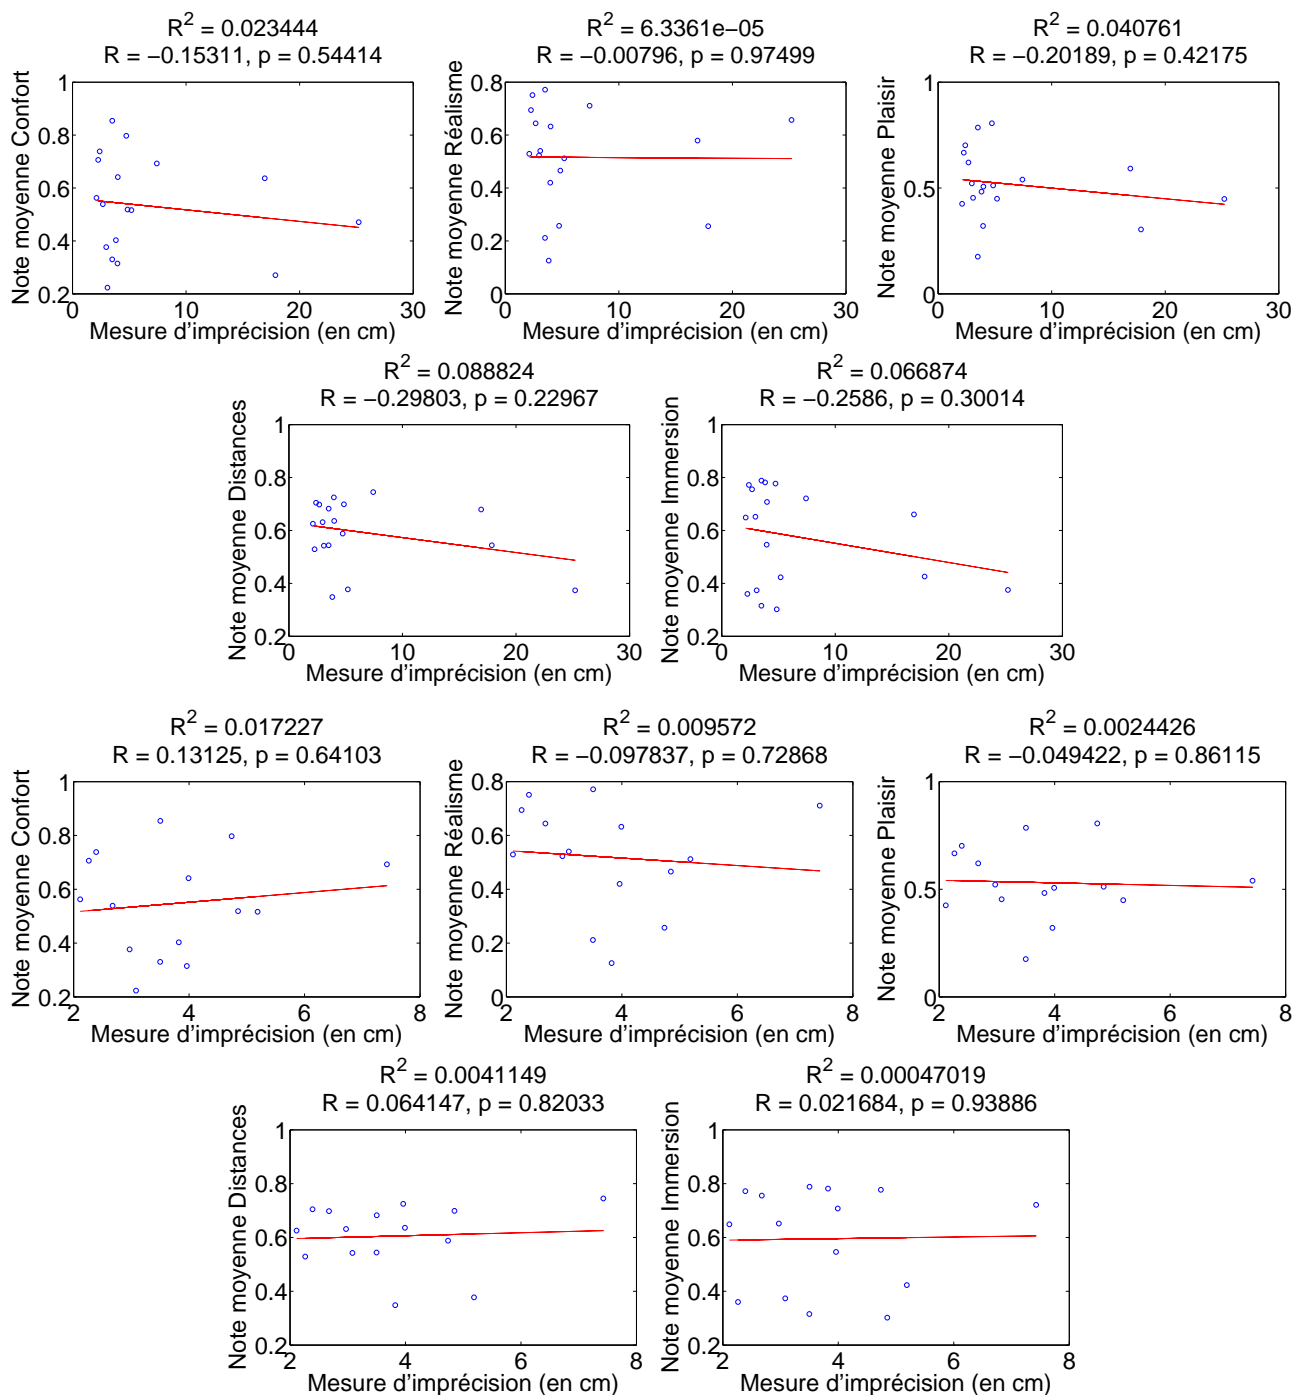 R² = 0.023444
R = −0.15311, p = 0.54414
Note moyenne Confort
1
0.8
0.6
0.4
0.2
0 10 20 30
Mesure d'imprécision (en cm)
R² = 6.3361e−05
R = −0.00796, p = 0.97499
Note moyenne Réalisme
0.8
0.6
0.4
0.2
0
0 10 20 30
Mesure d'imprécision (en cm)
R² = 0.040761
R = −0.20189, p = 0.42175
Note moyenne Plaisir
1
0.5
0
0 10 20 30
Mesure d'imprécision (en cm)
R² = 0.088824
R = −0.29803, p = 0.22967
Note moyenne Distances
1
0.8
0.6
0.4
0.2
0 10 20 30
Mesure d'imprécision (en cm)
R² = 0.066874
R = −0.2586, p = 0.30014
Note moyenne Immersion
1
0.8
0.6
0.4
0.2
0 10 20 30
Mesure d'imprécision (en cm)
R² = 0.017227
R = 0.13125, p = 0.64103
Note moyenne Confort
1
0.8
0.6
0.4
0.2
2 4 6 8
Mesure d'imprécision (en cm)
R² = 0.009572
R = −0.097837, p = 0.72868
Note moyenne Réalisme
0.8
0.6
0.4
0.2
0
2 4 6 8
Mesure d'imprécision (en cm)
R² = 0.0024426
R = −0.049422, p = 0.86115
Note moyenne Plaisir
1
0.5
0
2 4 6 8
Mesure d'imprécision (en cm)
R² = 0.0041149
R = 0.064147, p = 0.82033
Note moyenne Distances
1
0.8
0.6
0.4
0.2
2 4 6 8
Mesure d'imprécision (en cm)
R² = 0.00047019
R = 0.021684, p = 0.93886
Note moyenne Immersion
1
0.8
0.6
0.4
0.2
2 4 6 8
Mesure d'imprécision (en cm)